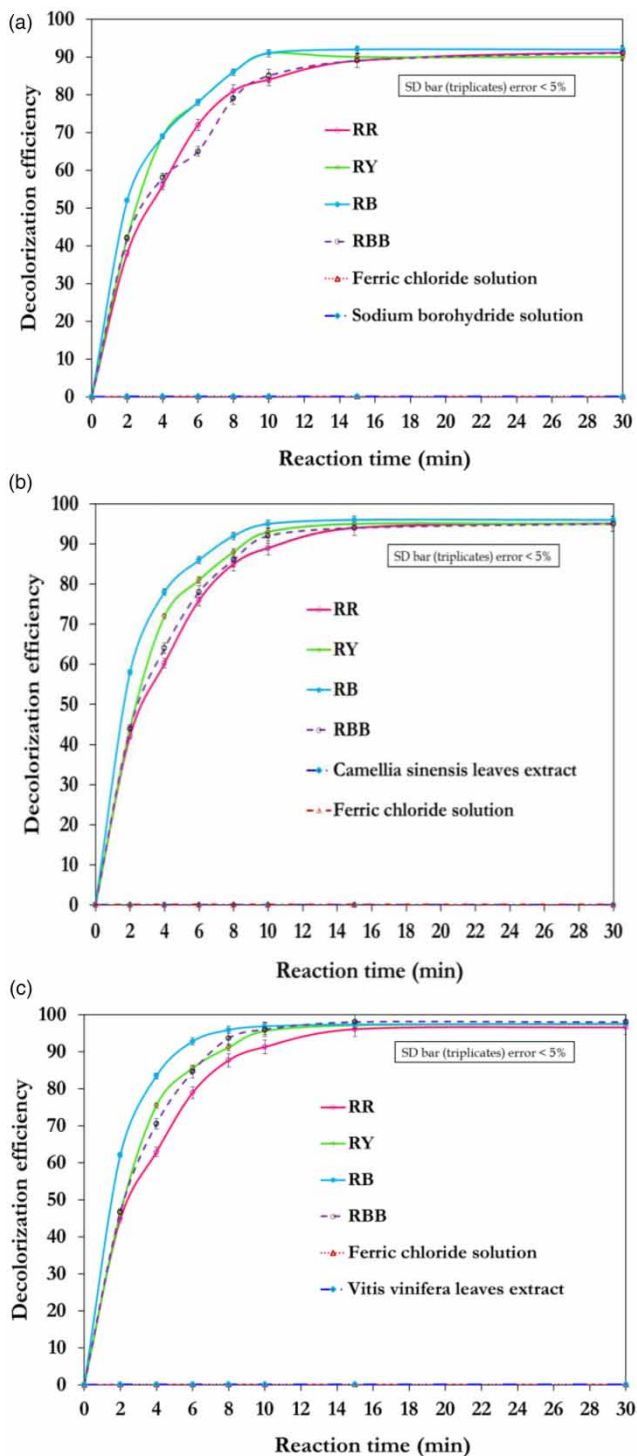 (a)
100
90
80
70
60
50
40
30
20
10
0
Decolorization efficiency
SD bar (triplicates) error < 5%
RR
RY
RB
RBB
Ferric chloride solution
Sodium borohydride solution
0 2 4 6 8 10 12 14 16 18 20 22 24 26 28 30
Reaction time (min)
(b)
100
90
80
70
60
50
40
30
20
10
0
Decolorization efficiency
SD bar (triplicates) error < 5%
RR
RY
RB
RBB
Camellia sinensis leaves extract
Ferric chloride solution
0 2 4 6 8 10 12 14 16 18 20 22 24 26 28 30
Reaction time (min)
(c)
100
90
80
70
60
50
40
30
20
10
0
Decolorization efficiency
SD bar (triplicates) error < 5%
RR
RY
RB
RBB
Ferric chloride solution
Vitis vinifera leaves extract
0 2 4 6 8 10 12 14 16 18 20 22 24 26 28 30
Reaction time (min)